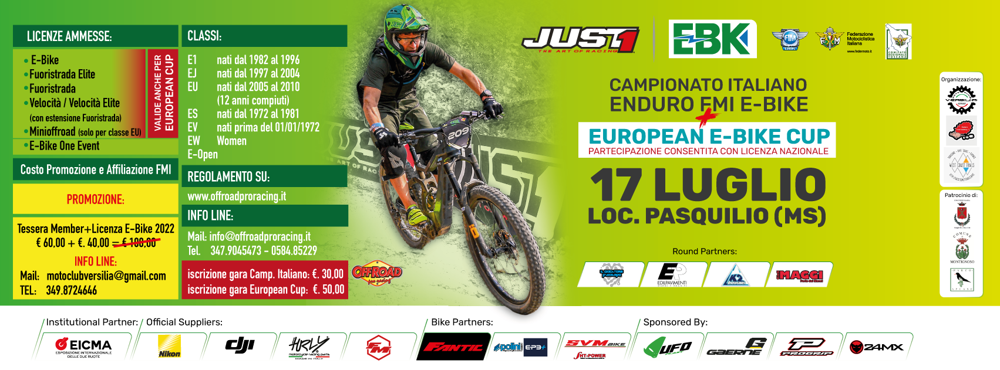 LICENZE AMMESSE:
• E-Bike
• Fuoristrada Elite
• Fuoristrada
• Velocità / Velocità Elite
(con estensione Fuoristrada)
• Minioffroad (solo per classe EU)
• E-Bike One Event
VALIDE ANCHE PER
EUROPEAN CUP
Costo Promozione e Affiliazione FMI
PROMOZIONE:
Tessera Member+Licenza E-Bike 2022
€ 60,00 + €. 40,00 = € 100,00
INFO LINE:
Mail: motoclubversilia@gmail.com
TEL: 349.8724646
CLASSI:
E1 nati dal 1982 al 1996
EJ nati dal 1997 al 2004
EU nati dal 2005 al 2010
(12 anni compiuti)
ES nati dal 1972 al 1981
EV nati prima del 01/01/1972
EW Women
E-Open
REGOLAMENTO SU:
www.offroadproracing.it
INFO LINE:
Mail: info@offroadproracing.it
Tel. 347.9045473 - 0584.85229
iscrizione gara Camp. Italiano: €. 30,00
iscrizione gara European Cup: €. 50,00
OFFROAD
pro racing
209
JUST1
THE ART OF RACING
EBK
FIM
EUROPE
FMI
Federazione
Motociclistica
Italiana
www.federmoto.it
COMITATO
REGIONALE
TOSCANA
CAMPIONATO ITALIANO
ENDURO FMI E-BIKE
+
EUROPEAN E-BIKE CUP
PARTECIPAZIONE CONSENTITA CON LICENZA NAZIONALE
17 LUGLIO
LOC. PASQUILIO (MS)
Round Partners:
EP
EDILPAVIMENTI
K2
MAGGI
Forte dei Marmi
Organizzazione:
VERSILIA
WEST COAST TRAILS
Patrocinio di:
COMUNE
DI
MONTIGNOSO
PARCO
APUANE
Institutional Partner:
EICMA
ESPOSIZIONE INTERNAZIONALE
DELLE DUE RUOTE
Official Suppliers:
Nikon
dji
HURLY
motorcycle racing parts
MADE IN ITALY
FM
Bike Partners:
FANTIC
polini
E-P3+
SVM BIKE
HT-POWER
Sponsored By:
UFO
G
GAERNE
P
PROGRIP
24MX